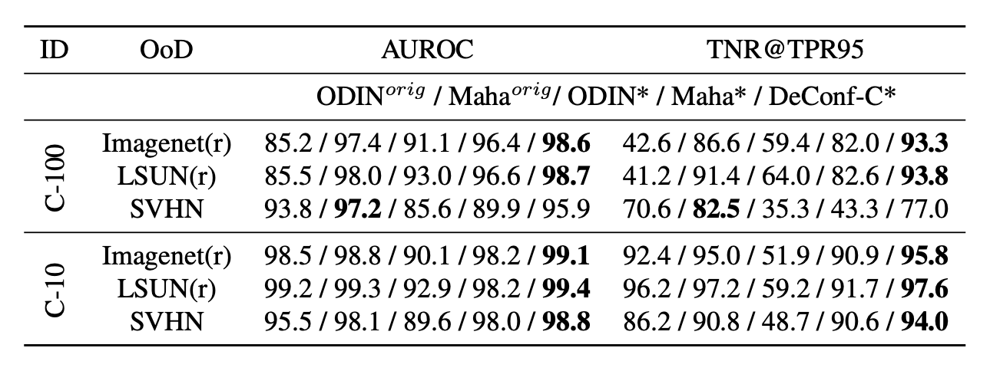 ID OoD AUROC TNR@TPR95
ODIN^orig / Maha^orig/ ODIN* / Maha* / DeConf-C*
C-100
Imagenet(r) 85.2 / 97.4 / 91.1 / 96.4 / 98.6 42.6 / 86.6 / 59.4 / 82.0 / 93.3
LSUN(r) 85.5 / 98.0 / 93.0 / 96.6 / 98.7 41.2 / 91.4 / 64.0 / 82.6 / 93.8
SVHN 93.8 / 97.2 / 85.6 / 89.9 / 95.9 70.6 / 82.5 / 35.3 / 43.3 / 77.0
C-10
Imagenet(r) 98.5 / 98.8 / 90.1 / 98.2 / 99.1 92.4 / 95.0 / 51.9 / 90.9 / 95.8
LSUN(r) 99.2 / 99.3 / 92.9 / 98.2 / 99.4 96.2 / 97.2 / 59.2 / 91.7 / 97.6
SVHN 95.5 / 98.1 / 89.6 / 98.0 / 98.8 86.2 / 90.8 / 48.7 / 90.6 / 94.0